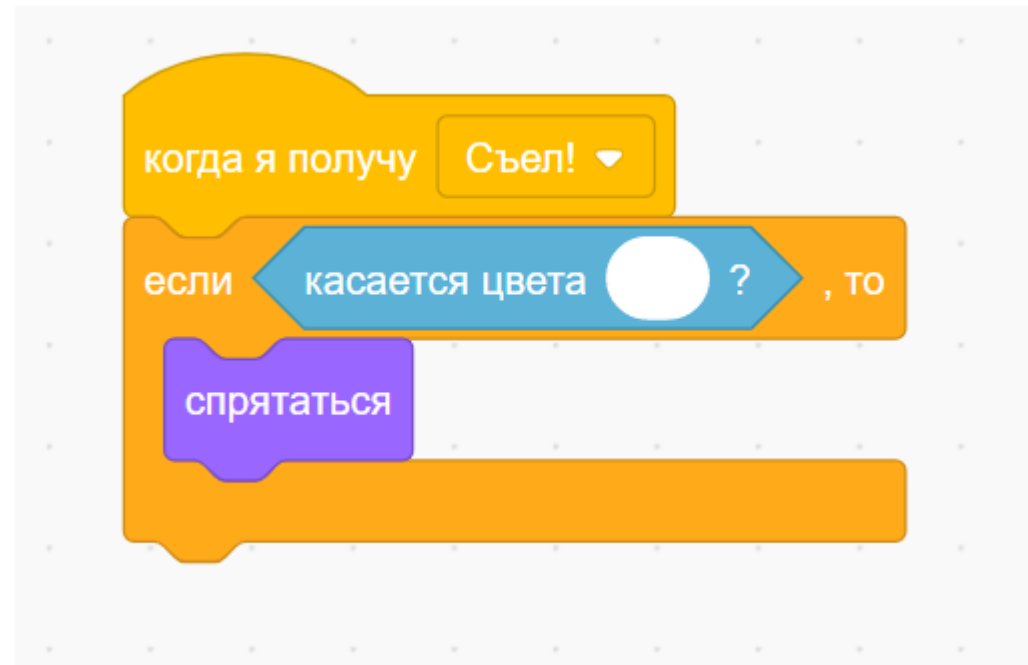 когда я получу Съел!
если касается цвета ? , то
спрятаться